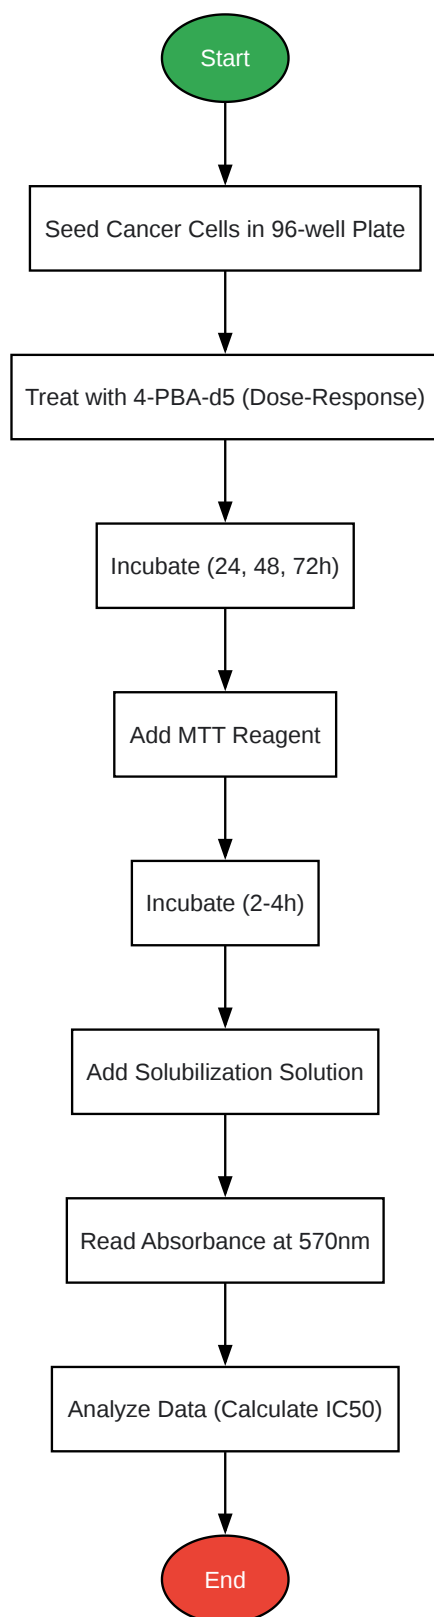 Start
Seed Cancer Cells in 96-well Plate
Treat with 4-PBA-d5 (Dose-Response)
Incubate (24, 48, 72h)
Add MTT Reagent
Incubate (2-4h)
Add Solubilization Solution
Read Absorbance at 570nm
Analyze Data (Calculate IC50)
End